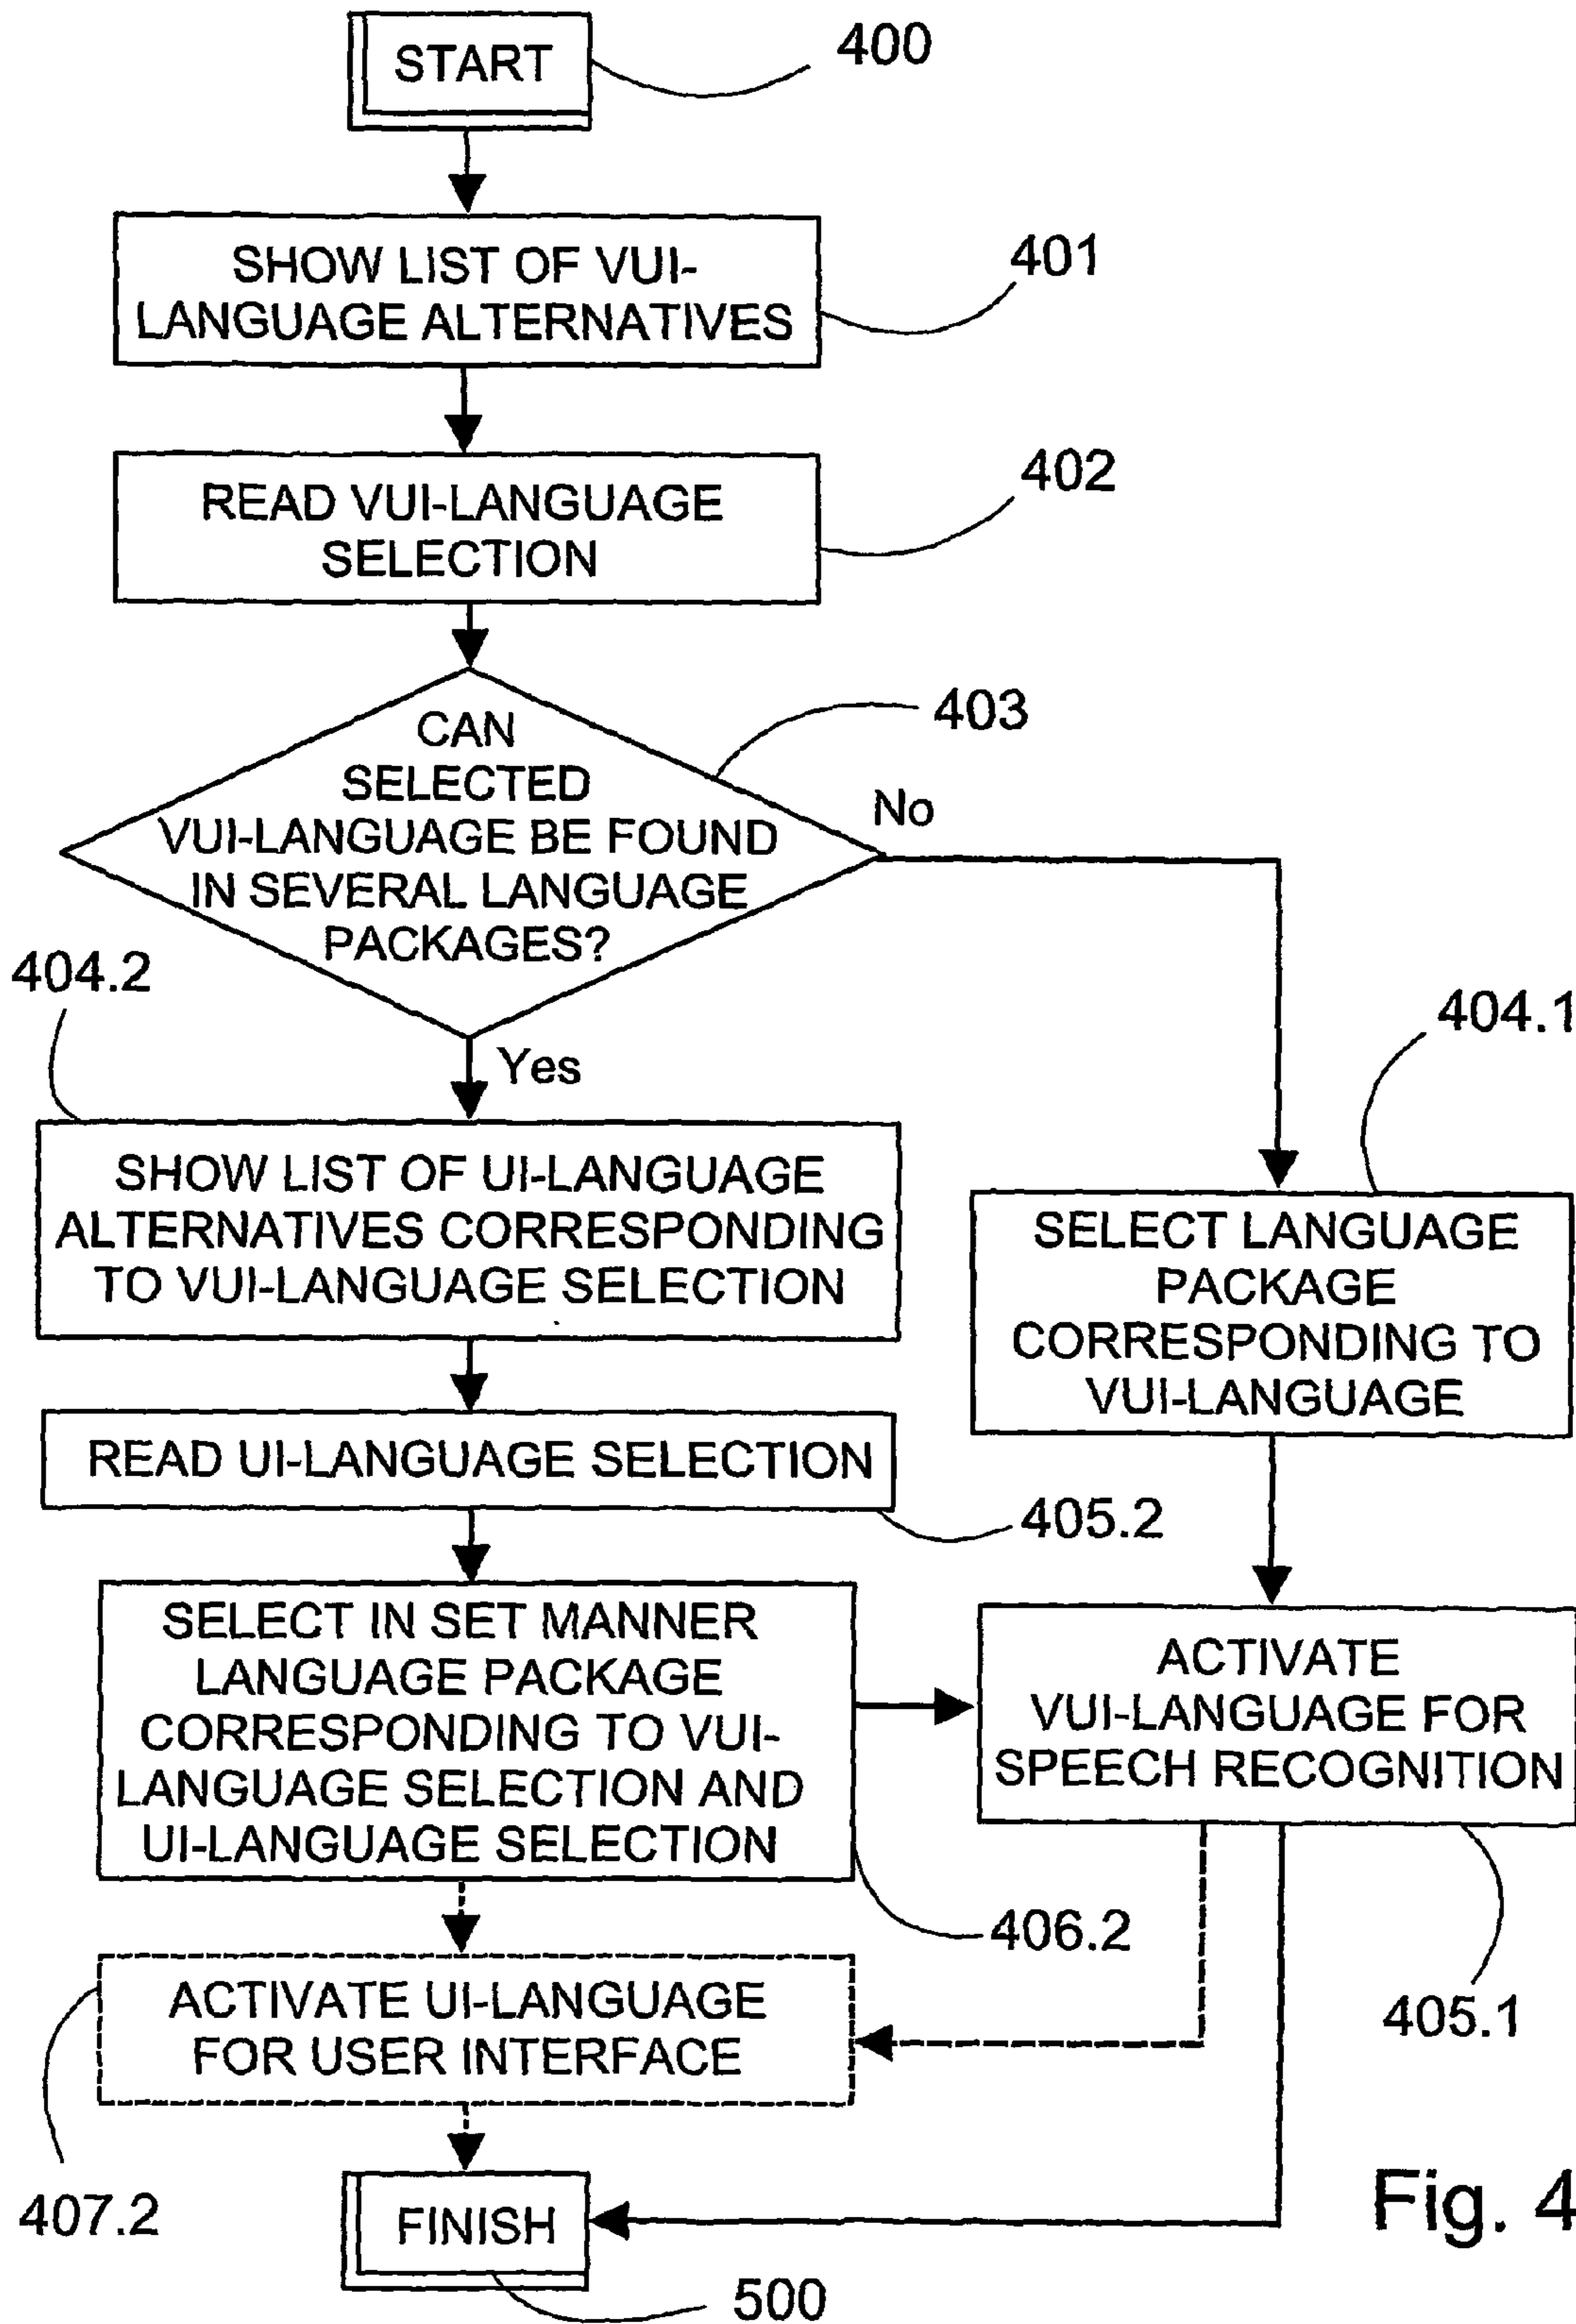 START
400
SHOW LIST OF VUI-
LANGUAGE ALTERNATIVES
401
READ VUI-LANGUAGE
SELECTION
402
CAN
SELECTED
VUI-LANGUAGE BE FOUND
IN SEVERAL LANGUAGE
PACKAGES?
403
No
Yes
404.2
SHOW LIST OF UI-LANGUAGE
ALTERNATIVES CORRESPONDING
TO VUI-LANGUAGE SELECTION
404.1
SELECT LANGUAGE
PACKAGE
CORRESPONDING TO
VUI-LANGUAGE
READ UI-LANGUAGE SELECTION
405.2
SELECT IN SET MANNER
LANGUAGE PACKAGE
CORRESPONDING TO VUI-
LANGUAGE SELECTION AND
UI-LANGUAGE SELECTION
406.2
ACTIVATE
VUI-LANGUAGE FOR
SPEECH RECOGNITION
405.1
ACTIVATE UI-LANGUAGE
FOR USER INTERFACE
407.2
FINISH
500
Fig. 4